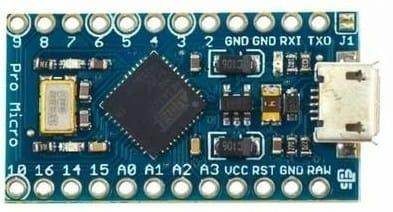 9 8 7 6 5 4 3 2 GND GND RXI TXO J1
Pro Micro
10 16 14 15 A0 A1 A2 A3 VCC RST GND RAW